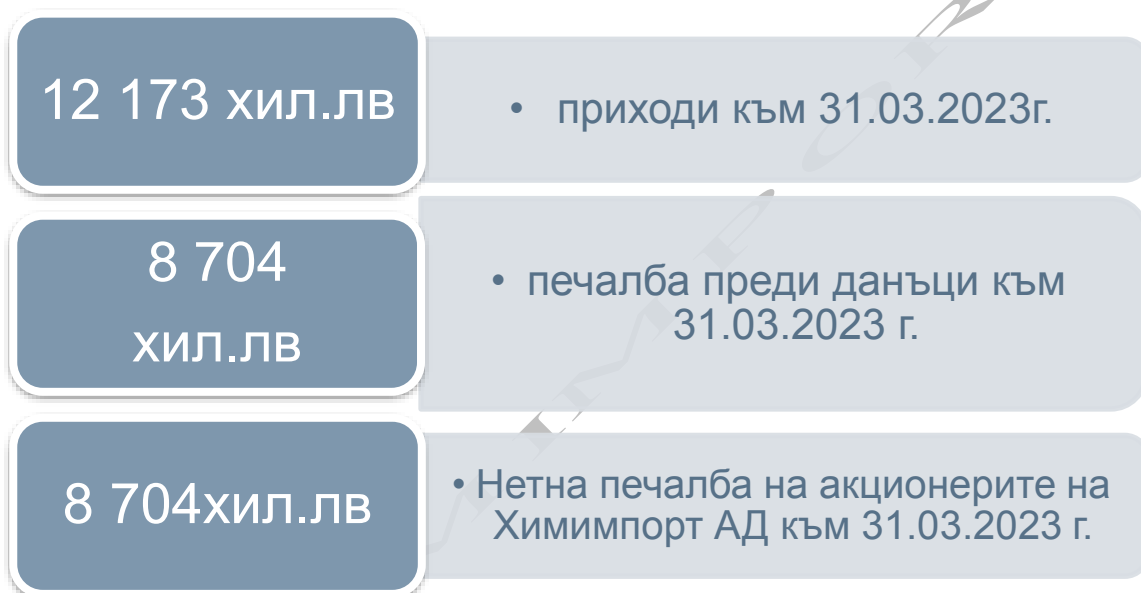 12 173 хил.лв
• приходи към 31.03.2023г.
8 704
хил.лв
• печалба преди данъци към
31.03.2023 г.
8 704хил.лв
• Нетна печалба на акционерите на
Химимпорт АД към 31.03.2023 г.